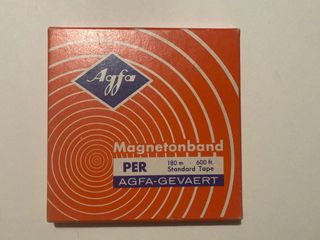 Agfa
Magnetonband
PER
180 m · 600 ft.
Standard Tape
AGFA-GEVAERT